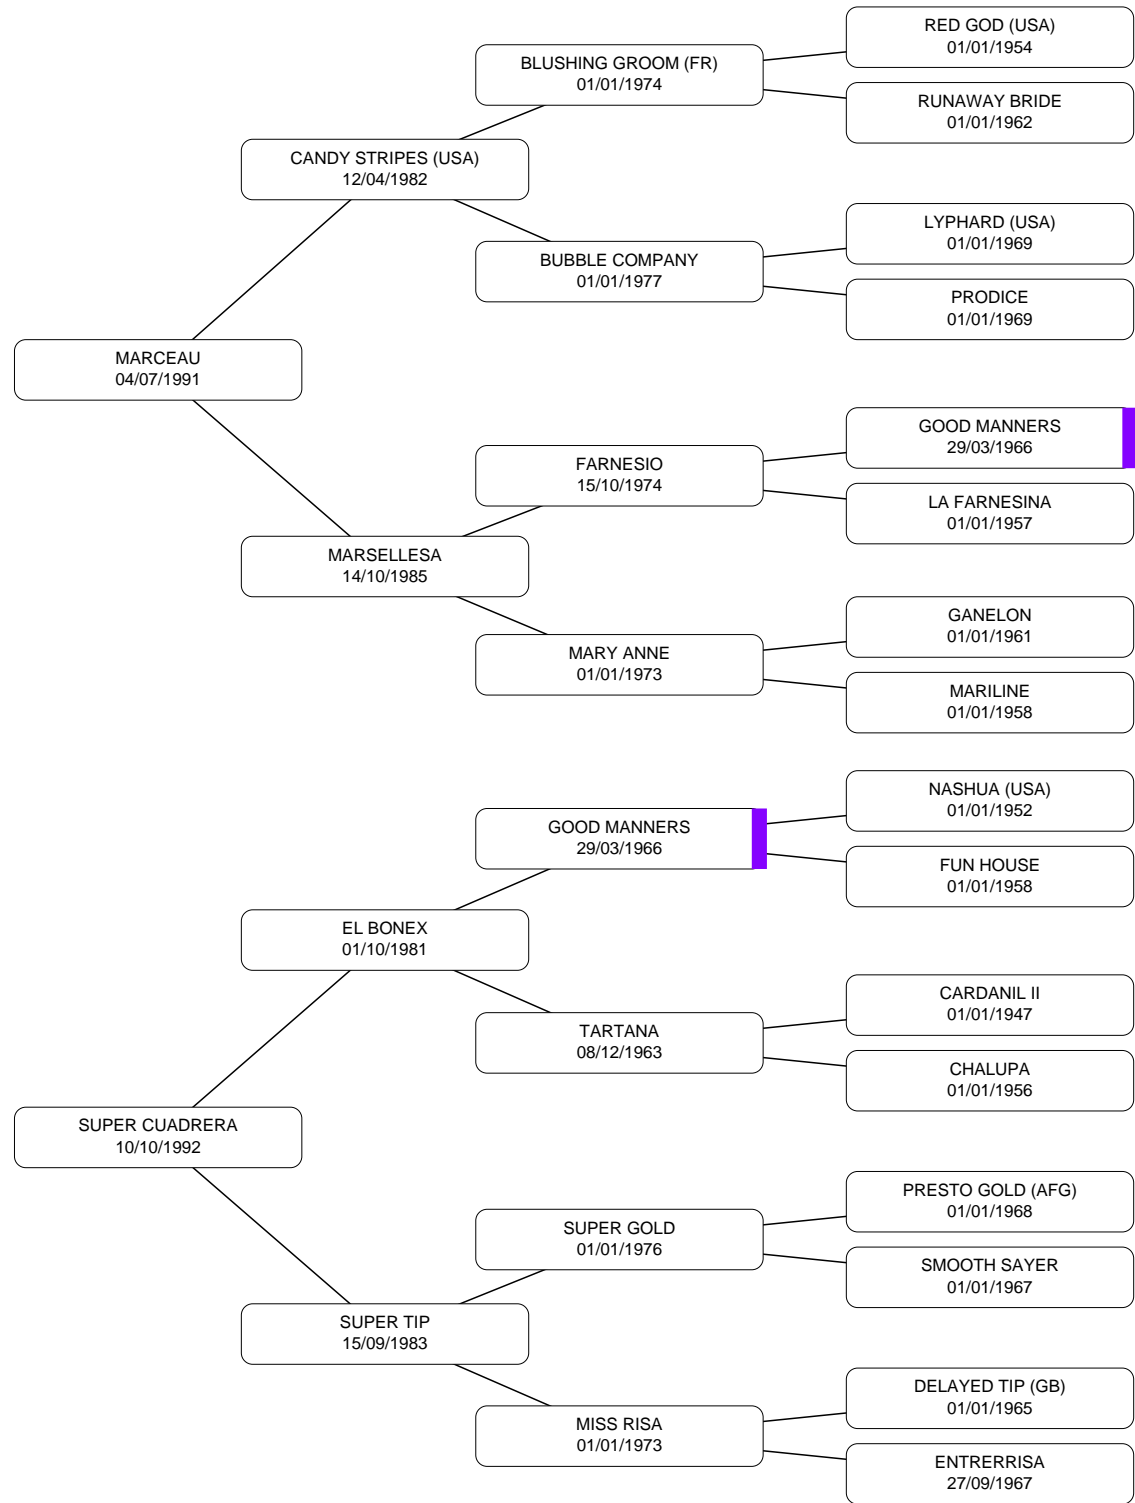 RED GOD (USA)
01/01/1954
BLUSHING GROOM (FR)
01/01/1974
RUNAWAY BRIDE
01/01/1962
CANDY STRIPES (USA)
12/04/1982
LYPHARD (USA)
01/01/1969
BUBBLE COMPANY
01/01/1977
PRODICE
01/01/1969
MARCEAU
04/07/1991
GOOD MANNERS
29/03/1966
FARNESIO
15/10/1974
LA FARNESINA
01/01/1957
MARSELLESA
14/10/1985
GANELON
01/01/1961
MARY ANNE
01/01/1973
MARILINE
01/01/1958
NASHUA (USA)
01/01/1952
GOOD MANNERS
29/03/1966
FUN HOUSE
01/01/1958
EL BONEX
01/10/1981
CARDANIL II
01/01/1947
TARTANA
08/12/1963
CHALUPA
01/01/1956
SUPER CUADRERA
10/10/1992
PRESTO GOLD (AFG)
01/01/1968
SUPER GOLD
01/01/1976
SMOOTH SAYER
01/01/1967
SUPER TIP
15/09/1983
DELAYED TIP (GB)
01/01/1965
MISS RISA
01/01/1973
ENTRERRISA
27/09/1967